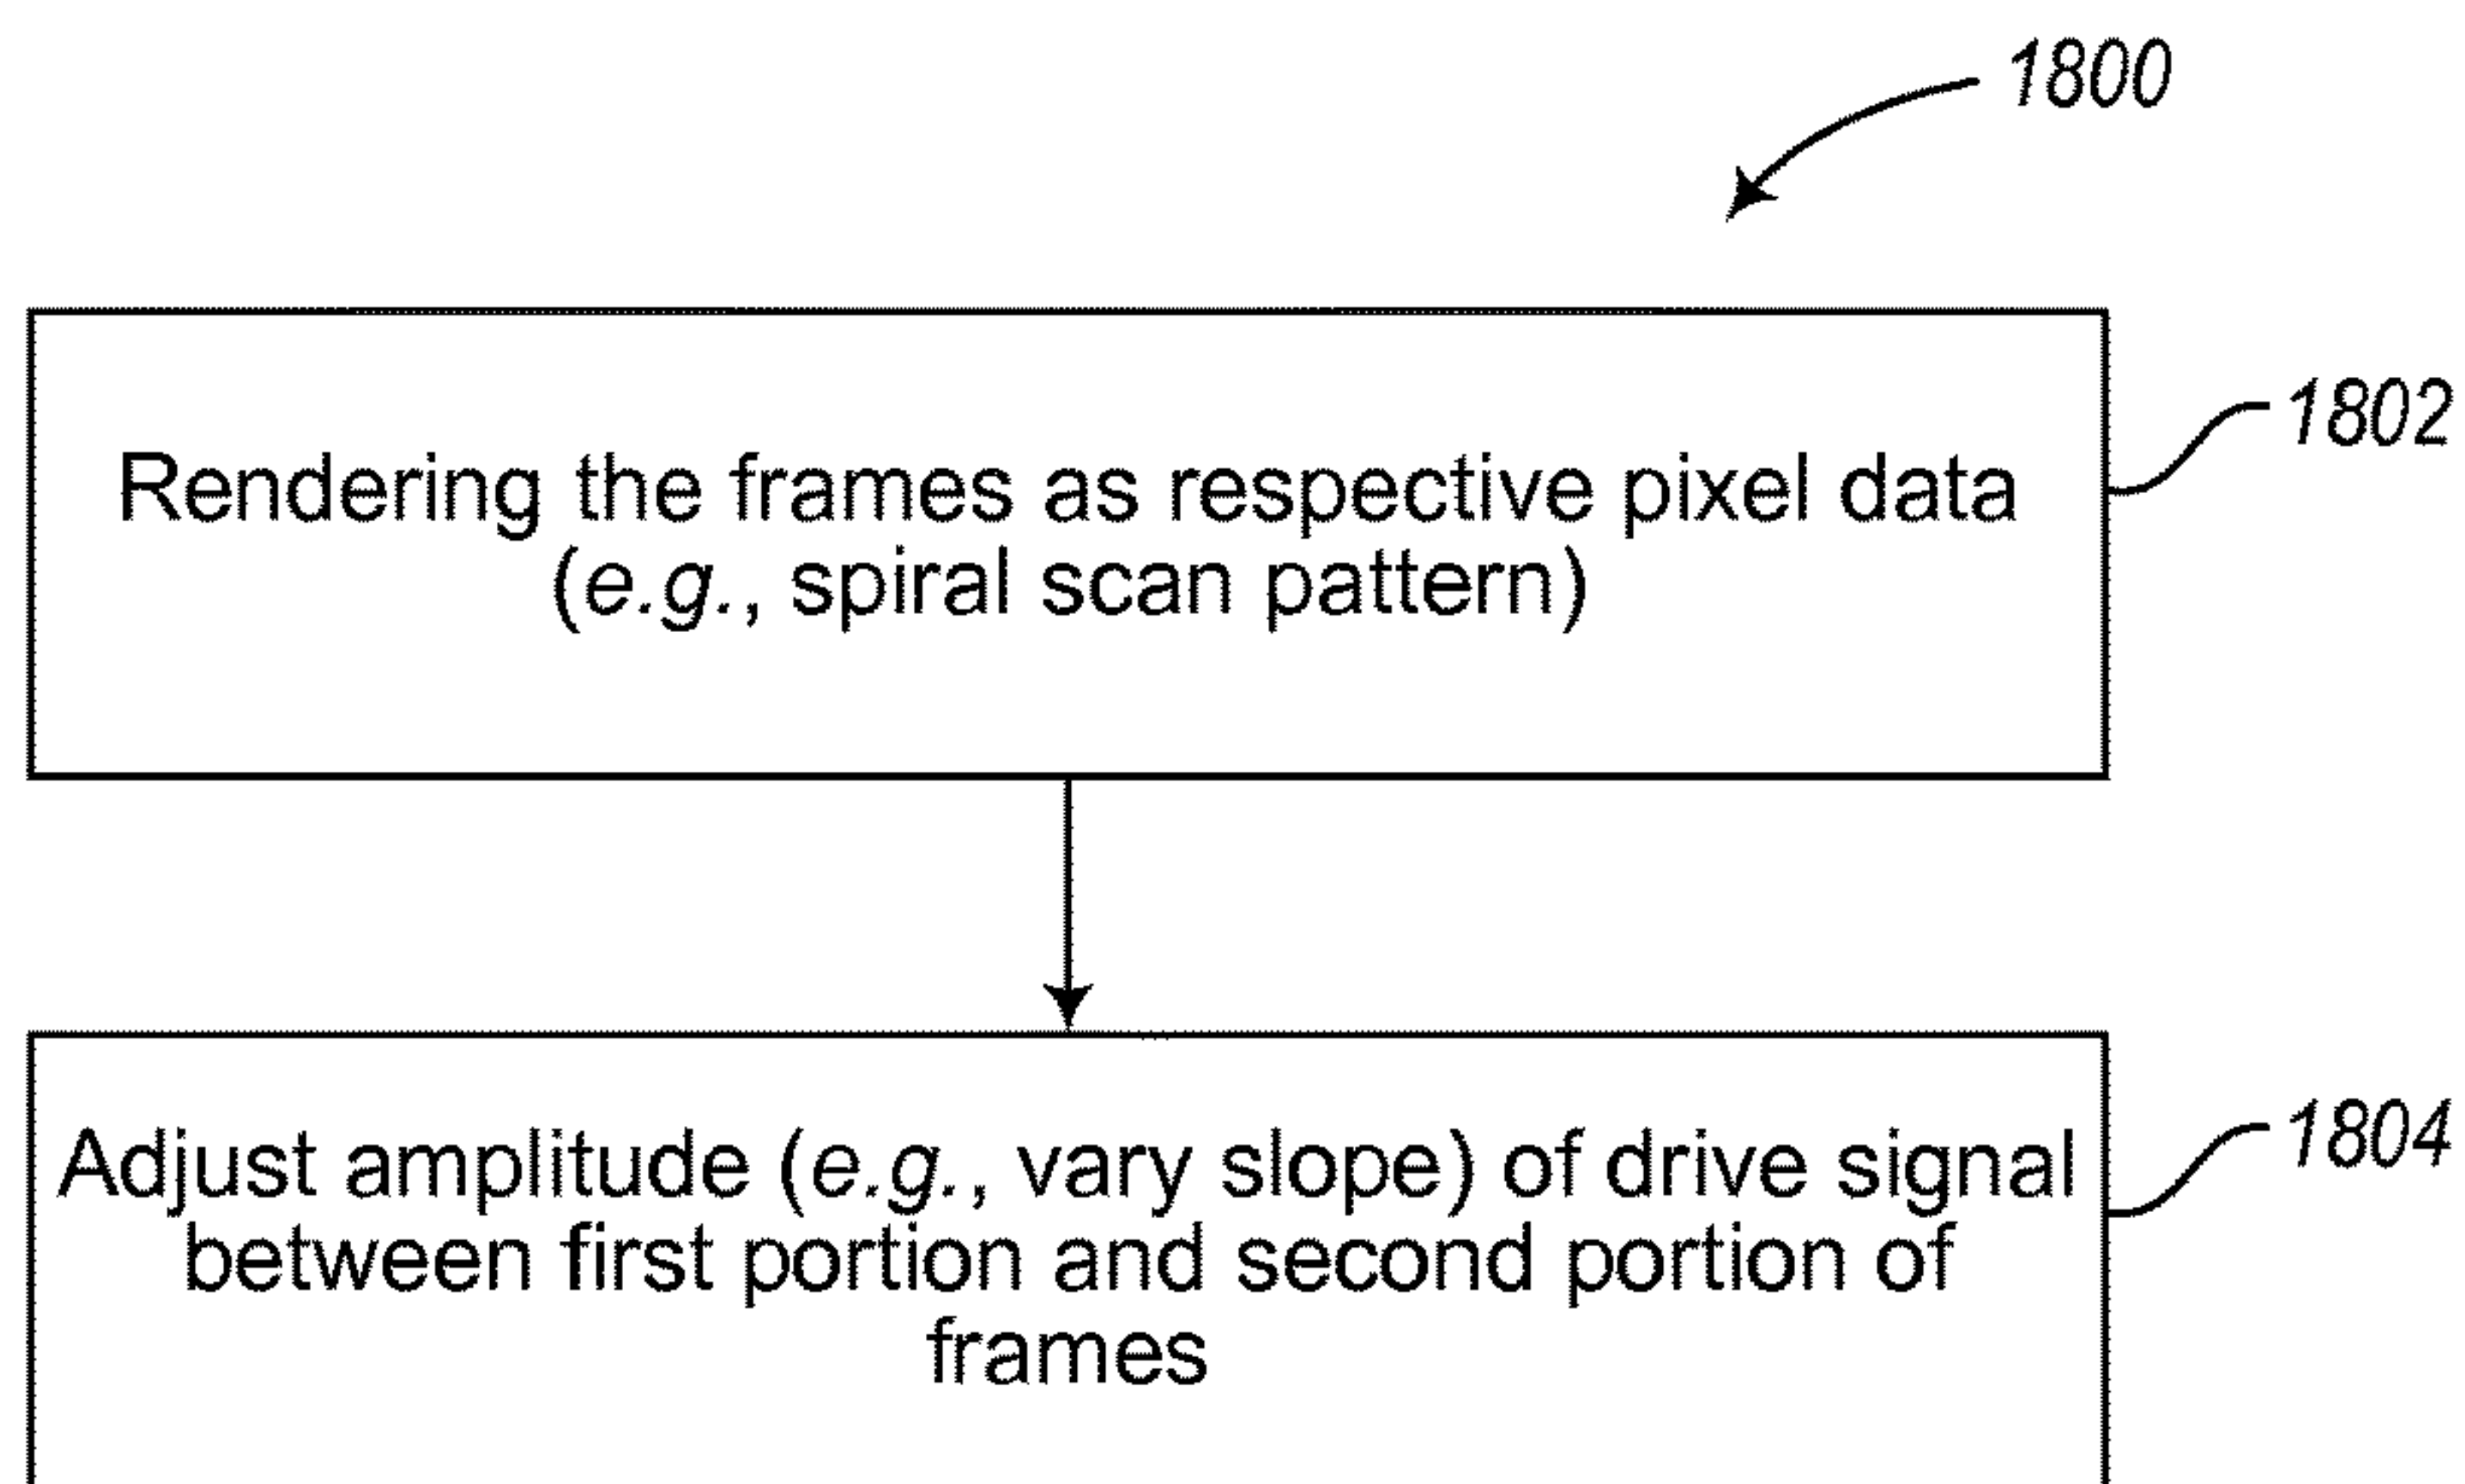 1800
Rendering the frames as respective pixel data
(e.g., spiral scan pattern)
1802
Adjust amplitude (e.g., vary slope) of drive signal
between first portion and second portion of
frames
1804